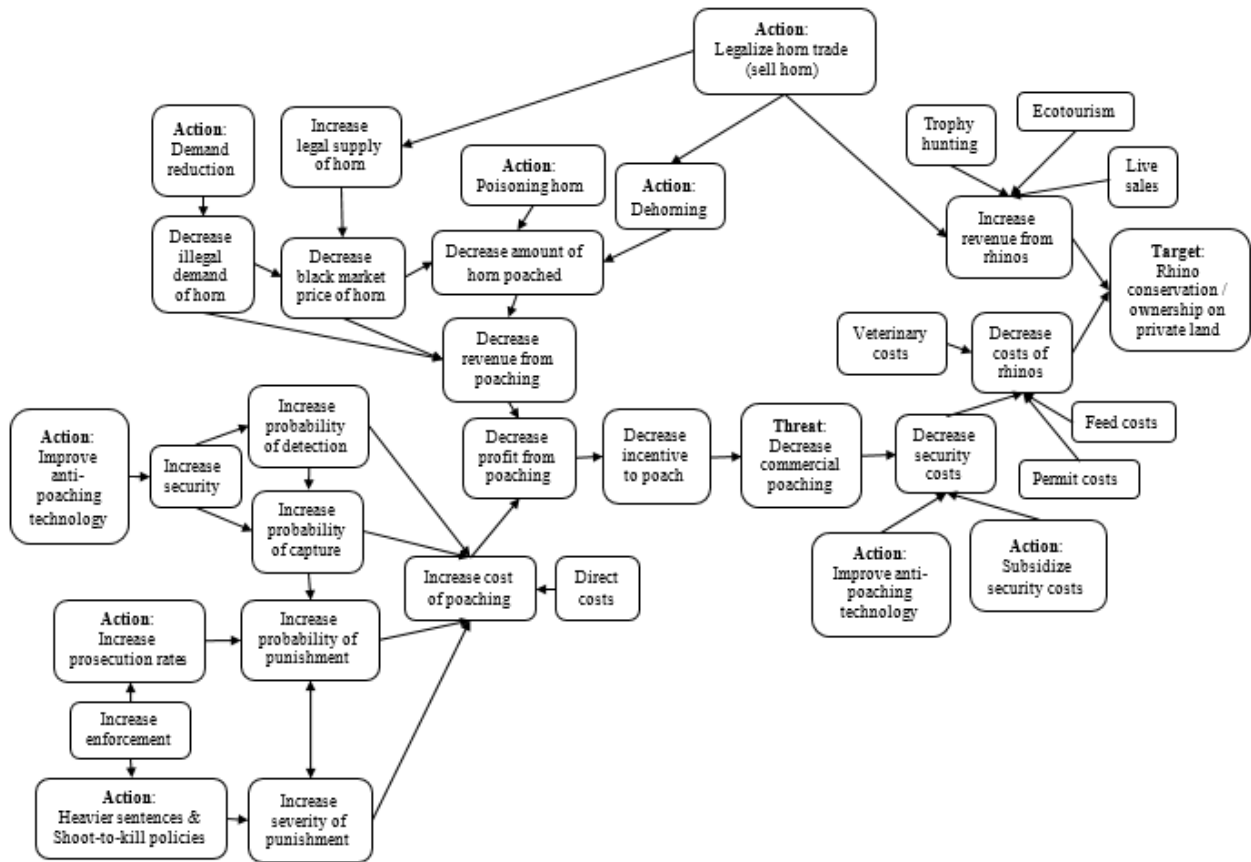 Action:
Legalize horn trade
(sell horn)
Action:
Demand
reduction
Increase
legal supply
of horn
Action:
Poisoning horn
Action:
Dehorning
Trophy
hunting
Ecotourism
Live
sales
Decrease
illegal
demand
of horn
Decrease
black market
price of horn
Decrease amount of
horn poached
Increase
revenue from
rhinos
Target:
Rhino
conservation /
ownership on
private land
Decrease
revenue from
poaching
Veterinary
costs
Decrease
costs of
rhinos
Action:
Improve
anti-
poaching
technology
Increase
security
Increase
probability
of detection
Decrease
profit from
poaching
Decrease
incentive
to poach
Threat:
Decrease
commercial
poaching
Decrease
security
costs
Feed costs
Permit costs
Increase
probability
of capture
Increase cost
of poaching
Direct
costs
Action:
Improve anti-
poaching
technology
Action:
Subsidize
security costs
Action:
Increase
prosecution rates
Increase
probability of
punishment
Increase
enforcement
Action:
Heavier sentences &
Shoot-to-kill policies
Increase
severity of
punishment